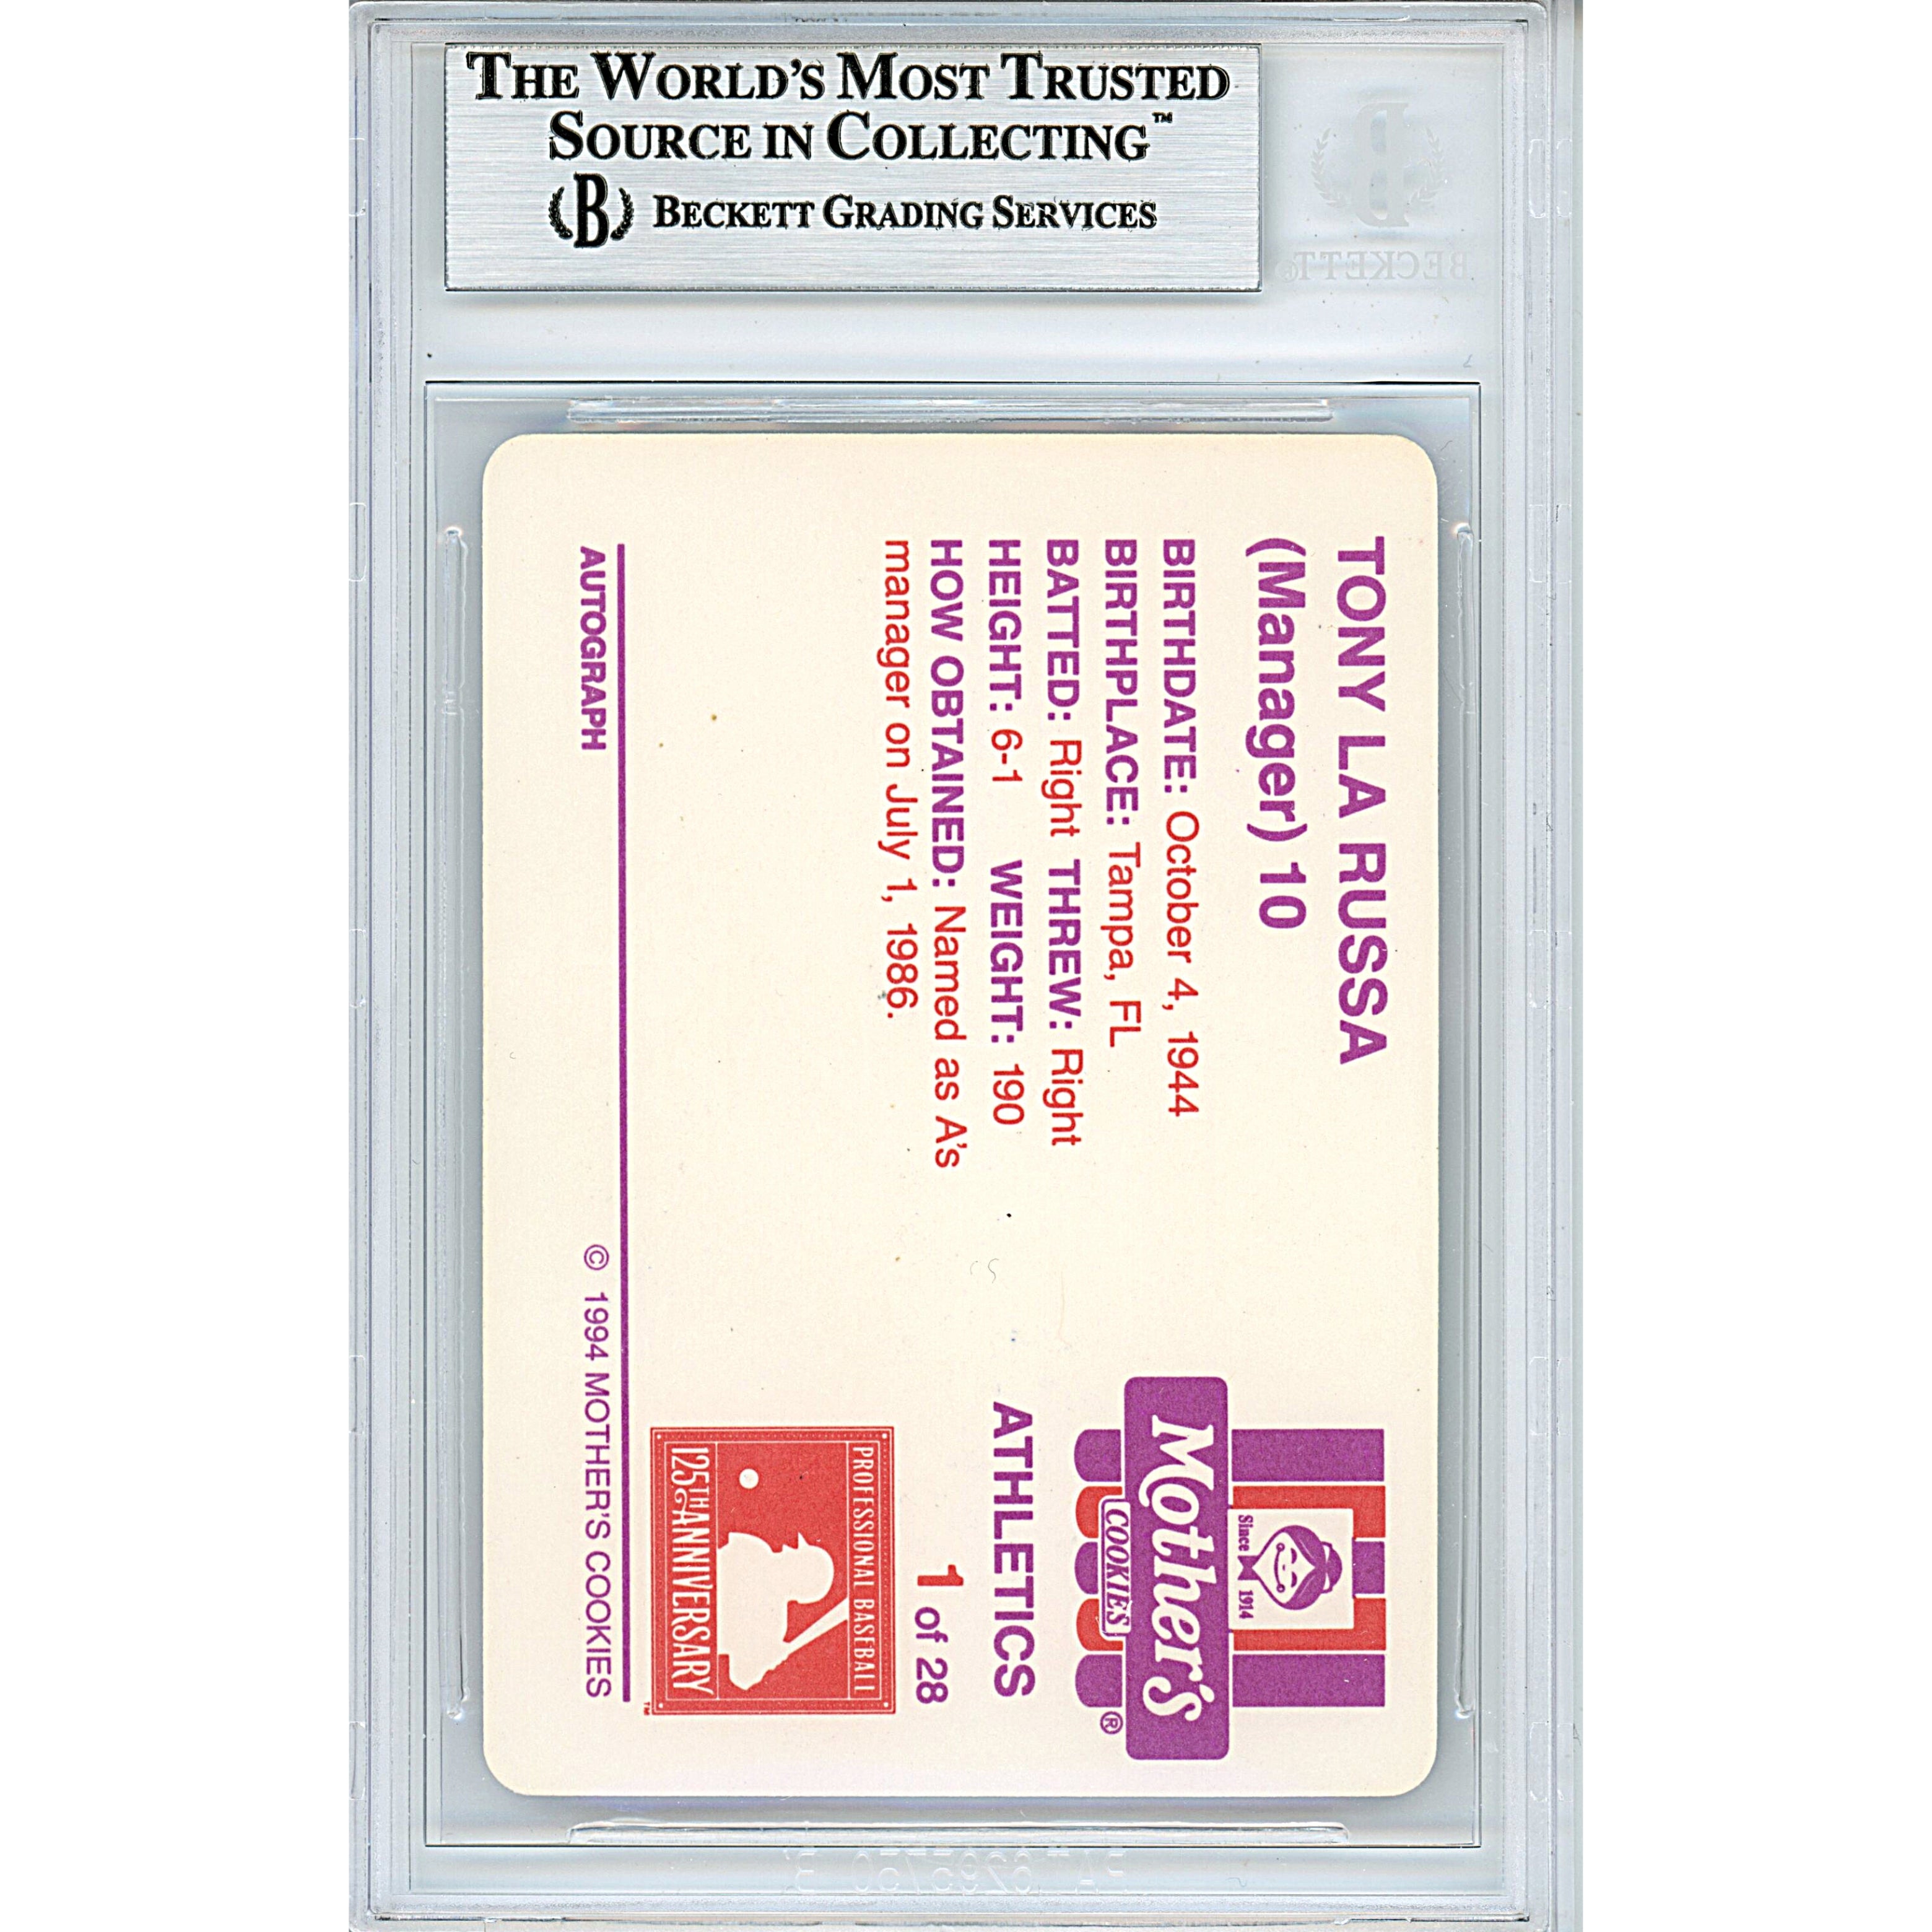 THE WORLD'S MOST TRUSTED
SOURCE IN COLLECTING™
B BECKETT GRADING SERVICES
B
BECKETT
TONY LA RUSSA
(Manager) 10
BIRTHDATE: October 4, 1944
BIRTHPLACE: Tampa, FL
BATTED: Right THREW: Right
HEIGHT: 6-1 WEIGHT: 190
HOW OBTAINED: Named as A's
manager on July 1, 1986.
Since 1914
Mother's
COOKIES
®
ATHLETICS
1 of 28
PROFESSIONAL BASEBALL
125TH ANNIVERSARY
™
AUTOGRAPH
© 1994 MOTHER'S COOKIES